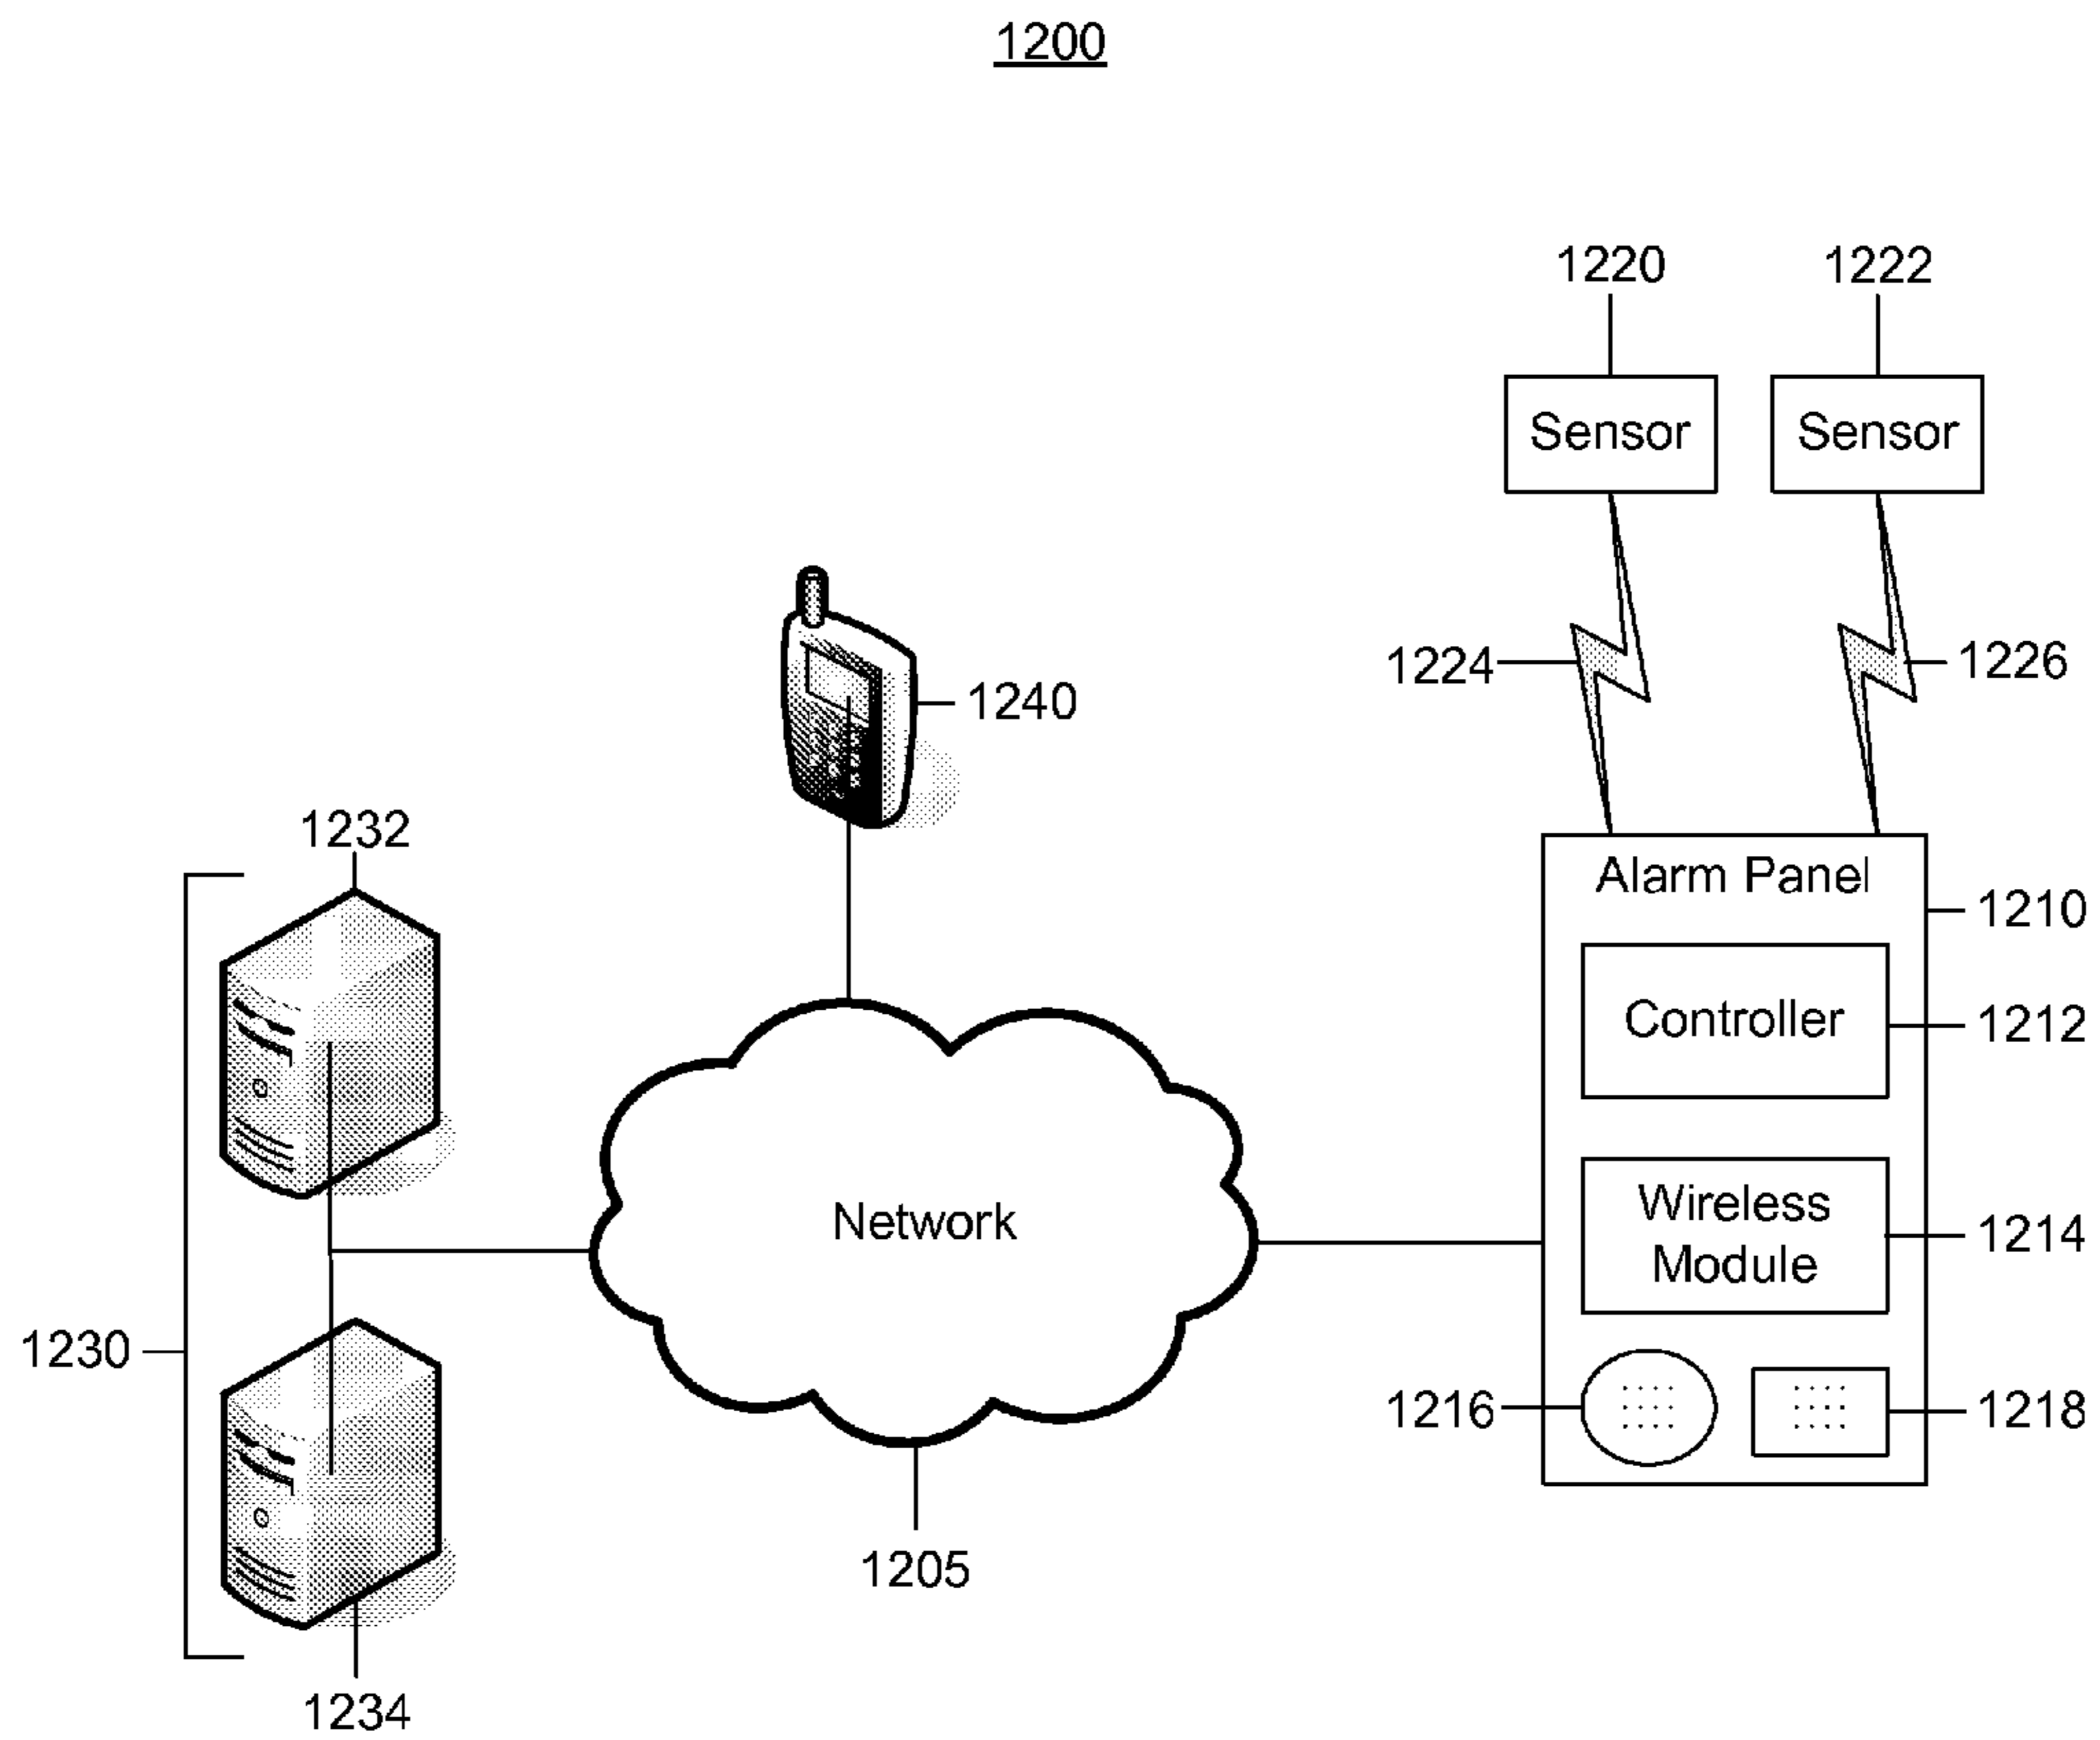 1200
1220 1222
Sensor Sensor
1224 1226
1240
1232
Alarm Panel
1210
Controller 1212
Network
Wireless
Module
1214
1230
1216 1218
1205
1234